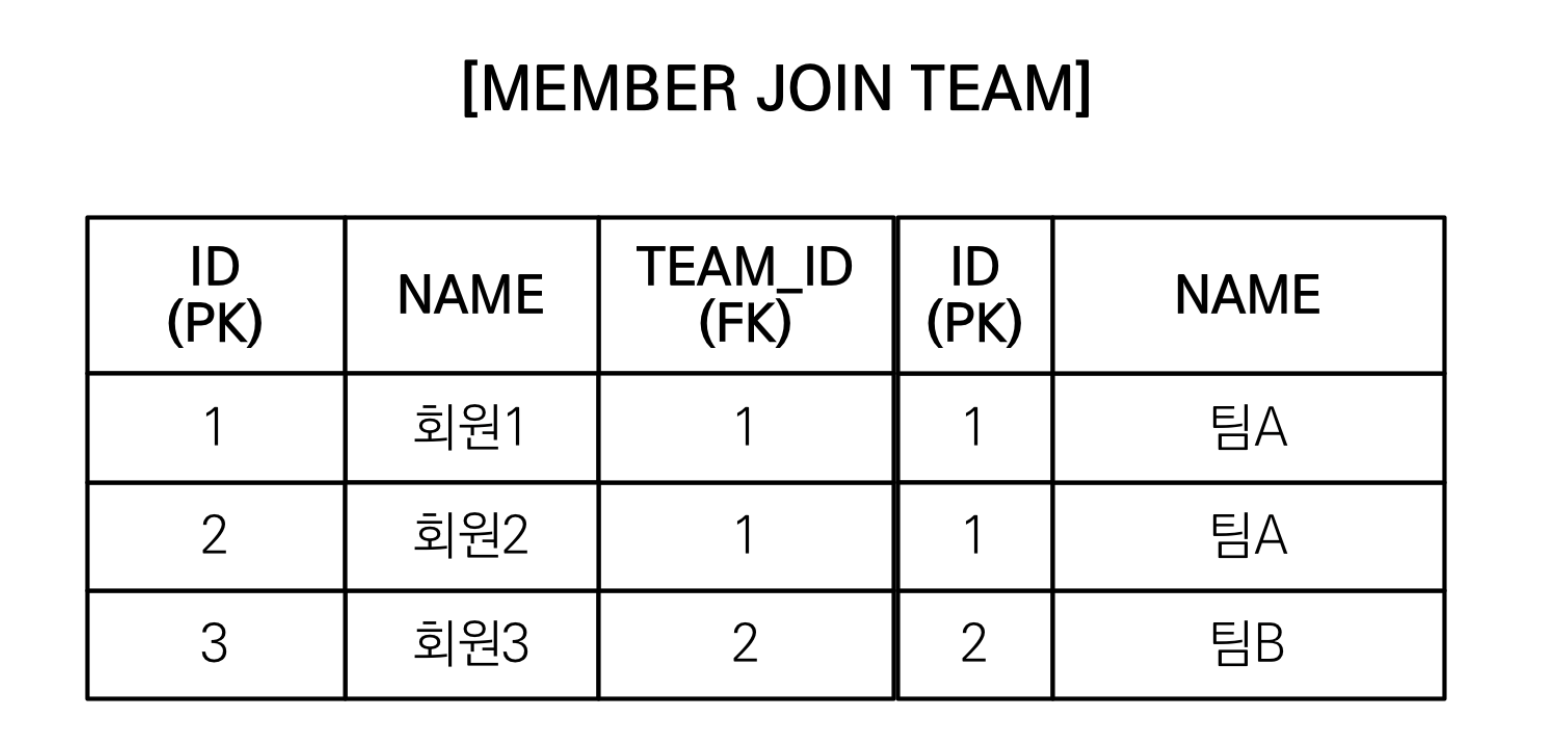 [MEMBER JOIN TEAM]
ID (PK) NAME TEAM_ID (FK) ID (PK) NAME
1 회원1 1 1 팀A
2 회원2 1 1 팀A
3 회원3 2 2 팀B